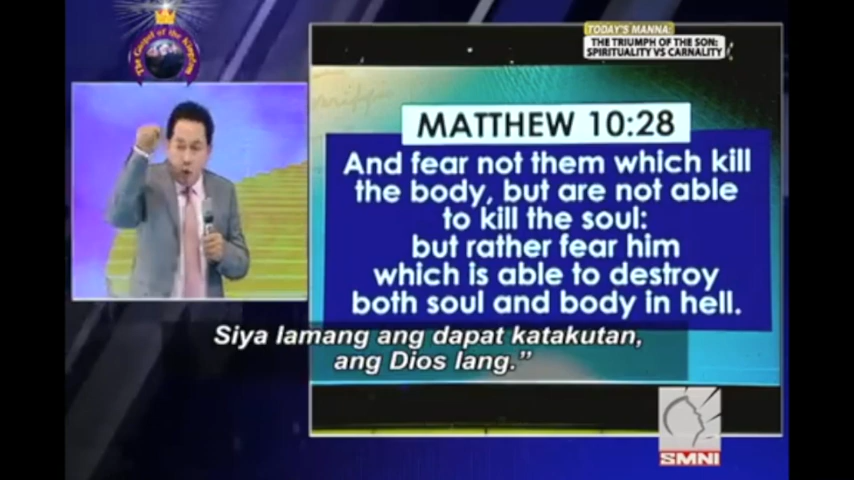 The Gospel of the Kingdom
TODAY'S MANNA:
THE TRIUMPH OF THE SON:
SPIRITUALITY VS CARNALITY
MATTHEW 10:28
And fear not them which kill
the body, but are not able
to kill the soul:
but rather fear him
which is able to destroy
both soul and body in hell.
Siya lamang ang dapat katakutan,
ang Dios lang.”
SMNI